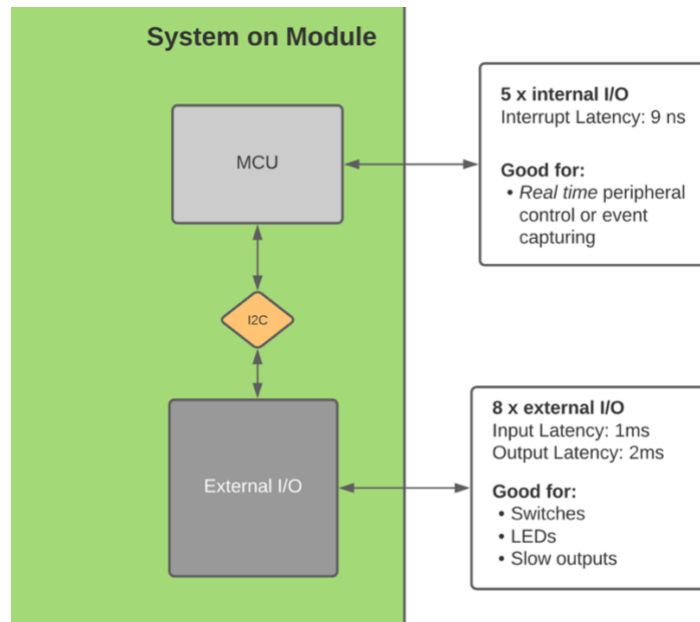 System on Module
MCU
I2C
External I/O
5 x internal I/O
Interrupt Latency: 9 ns
Good for:
• Real time peripheral
control or event
capturing
8 x external I/O
Input Latency: 1ms
Output Latency: 2ms
Good for:
• Switches
• LEDs
• Slow outputs